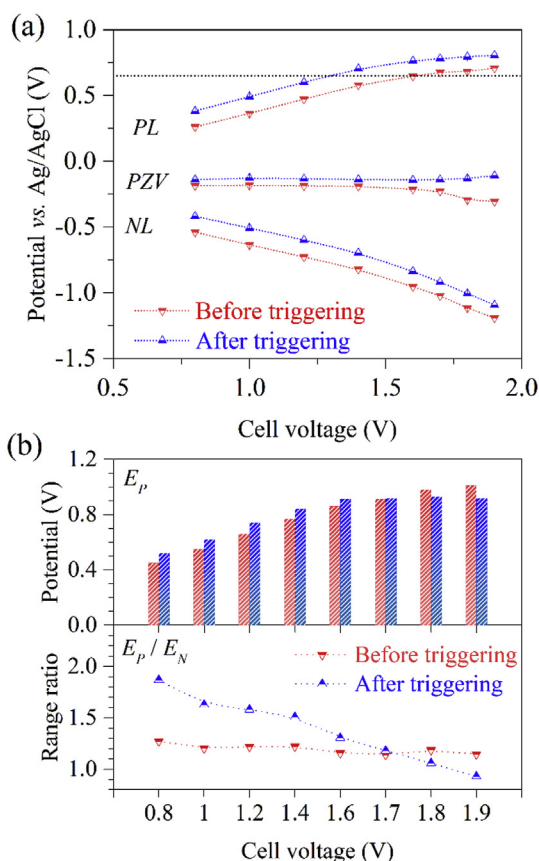 (a)
1.0
0.5
0.0
-0.5
-1.0
-1.5
Potential vs. Ag/AgCl (V)
PL
PZV
NL
Before triggering
After triggering
0.5 1.0 1.5 2.0
Cell voltage (V)
(b)
1.2
0.8
0.4
0.0
Potential (V)
E_P
E_P / E_N
Before triggering
After triggering
2.0
1.5
1.0
Range ratio
0.8 1 1.2 1.4 1.6 1.7 1.8 1.9
Cell voltage (V)